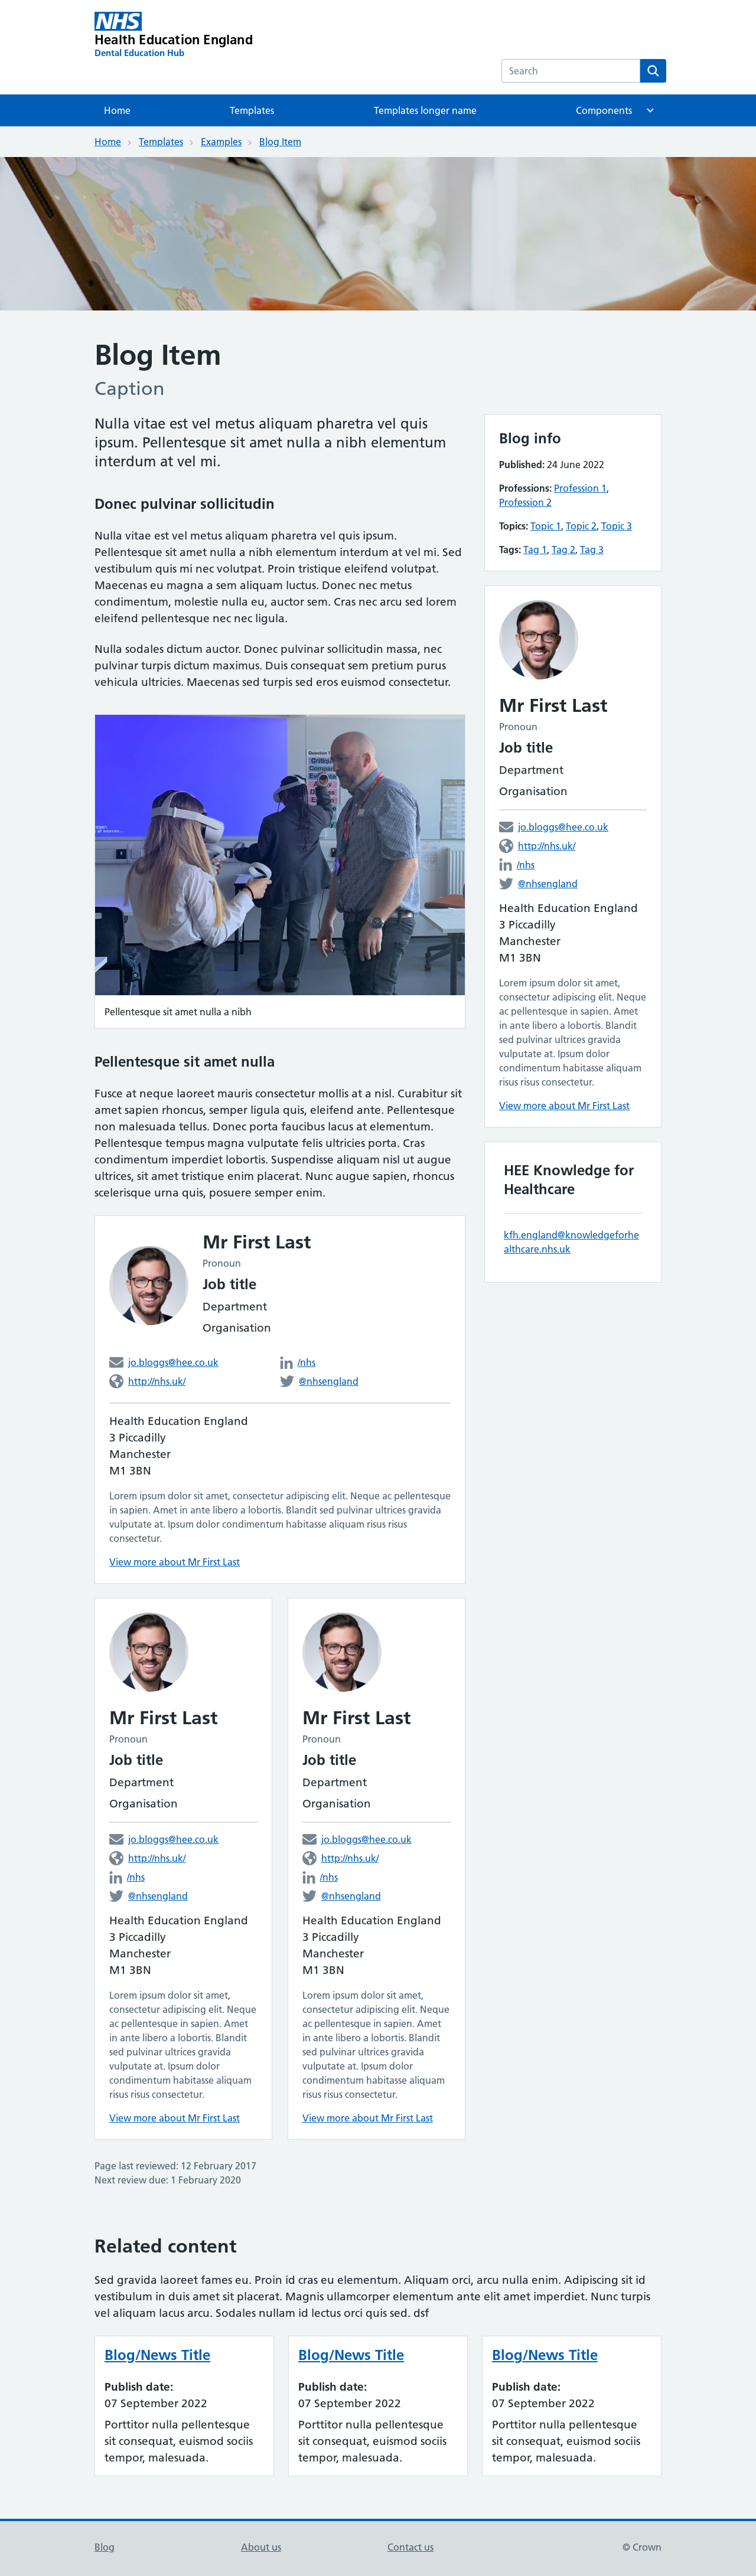 NHS
Health Education England
Dental Education Hub
Search
Home
Templates
Templates longer name
Components
Home
Templates
Examples
Blog Item
Blog Item
Caption
Nulla vitae est vel metus aliquam pharetra vel quis
ipsum. Pellentesque sit amet nulla a nibh elementum
interdum at vel mi.
Donec pulvinar sollicitudin
Nulla vitae est vel metus aliquam pharetra vel quis ipsum.
Pellentesque sit amet nulla a nibh elementum interdum at vel mi. Sed
vestibulum quis mi nec volutpat. Proin tristique eleifend volutpat.
Maecenas eu magna a sem aliquam luctus. Donec nec metus
condimentum, molestie nulla eu, auctor sem. Cras nec arcu sed lorem
eleifend pellentesque nec nec ligula.
Nulla sodales dictum auctor. Donec pulvinar sollicitudin massa, nec
pulvinar turpis dictum maximus. Duis consequat sem pretium purus
vehicula ultricies. Maecenas sed turpis sed eros euismod consectetur.
Question 1
Critical
Compa
Evi
Pellentesque sit amet nulla a nibh
Pellentesque sit amet nulla
Fusce at neque laoreet mauris consectetur mollis at a nisl. Curabitur sit
amet sapien rhoncus, semper ligula quis, eleifend ante. Pellentesque
non malesuada tellus. Donec porta faucibus lacus at elementum.
Pellentesque tempus magna vulputate felis ultricies porta. Cras
condimentum imperdiet lobortis. Suspendisse aliquam nisl ut augue
ultrices, sit amet tristique enim placerat. Nunc augue sapien, rhoncus
scelerisque urna quis, posuere semper enim.
Mr First Last
Pronoun
Job title
Department
Organisation
jo.bloggs@hee.co.uk
/nhs
http://nhs.uk/
@nhsengland
Health Education England
3 Piccadilly
Manchester
M1 3BN
Lorem ipsum dolor sit amet, consectetur adipiscing elit. Neque ac pellentesque
in sapien. Amet in ante libero a lobortis. Blandit sed pulvinar ultrices gravida
vulputate at. Ipsum dolor condimentum habitasse aliquam risus risus
consectetur.
View more about Mr First Last
Mr First Last
Pronoun
Job title
Department
Organisation
jo.bloggs@hee.co.uk
http://nhs.uk/
/nhs
@nhsengland
Health Education England
3 Piccadilly
Manchester
M1 3BN
Lorem ipsum dolor sit amet,
consectetur adipiscing elit. Neque
ac pellentesque in sapien. Amet
in ante libero a lobortis. Blandit
sed pulvinar ultrices gravida
vulputate at. Ipsum dolor
condimentum habitasse aliquam
risus risus consectetur.
View more about Mr First Last
Mr First Last
Pronoun
Job title
Department
Organisation
jo.bloggs@hee.co.uk
http://nhs.uk/
/nhs
@nhsengland
Health Education England
3 Piccadilly
Manchester
M1 3BN
Lorem ipsum dolor sit amet,
consectetur adipiscing elit. Neque
ac pellentesque in sapien. Amet
in ante libero a lobortis. Blandit
sed pulvinar ultrices gravida
vulputate at. Ipsum dolor
condimentum habitasse aliquam
risus risus consectetur.
View more about Mr First Last
Page last reviewed: 12 February 2017
Next review due: 1 February 2020
Blog info
Published: 24 June 2022
Professions: Profession 1,
Profession 2
Topics: Topic 1, Topic 2, Topic 3
Tags: Tag 1, Tag 2, Tag 3
Mr First Last
Pronoun
Job title
Department
Organisation
jo.bloggs@hee.co.uk
http://nhs.uk/
/nhs
@nhsengland
Health Education England
3 Piccadilly
Manchester
M1 3BN
Lorem ipsum dolor sit amet,
consectetur adipiscing elit. Neque
ac pellentesque in sapien. Amet
in ante libero a lobortis. Blandit
sed pulvinar ultrices gravida
vulputate at. Ipsum dolor
condimentum habitasse aliquam
risus risus consectetur.
View more about Mr First Last
HEE Knowledge for
Healthcare
kfh.england@knowledgeforhe
althcare.nhs.uk
Related content
Sed gravida laoreet fames eu. Proin id cras eu elementum. Aliquam orci, arcu nulla enim. Adipiscing sit id
vestibulum in duis amet sit placerat. Magnis ullamcorper elementum ante elit amet imperdiet. Nunc turpis
vel aliquam lacus arcu. Sodales nullam id lectus orci quis sed. dsf
Blog/News Title
Publish date:
07 September 2022
Porttitor nulla pellentesque
sit consequat, euismod sociis
tempor, malesuada.
Blog/News Title
Publish date:
07 September 2022
Porttitor nulla pellentesque
sit consequat, euismod sociis
tempor, malesuada.
Blog/News Title
Publish date:
07 September 2022
Porttitor nulla pellentesque
sit consequat, euismod sociis
tempor, malesuada.
Blog
About us
Contact us
© Crown